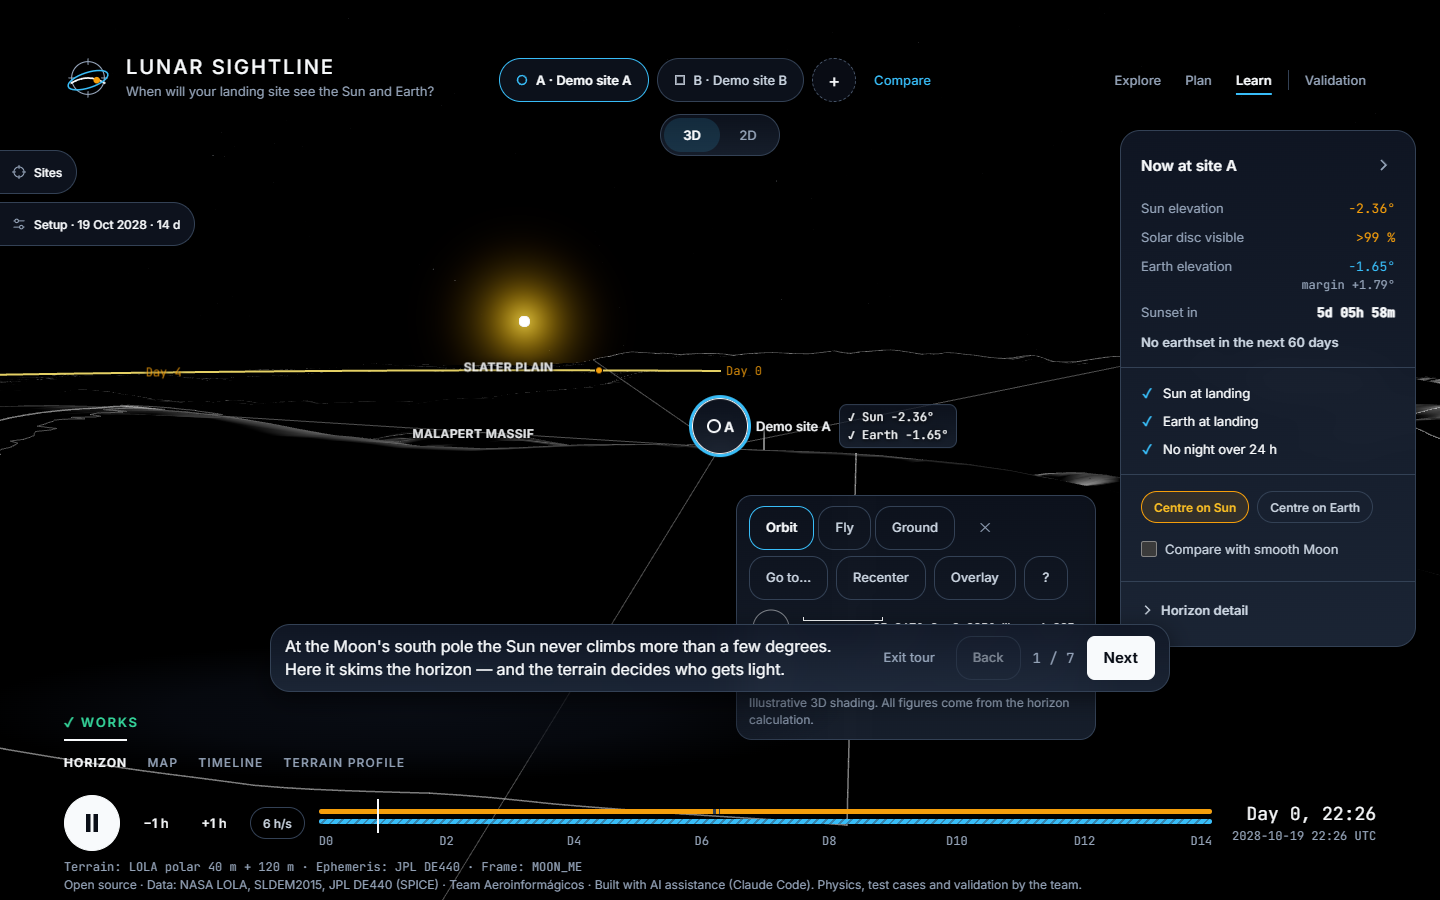 LUNAR SIGHTLINE
When will your landing site see the Sun and Earth?
A · Demo site A
B · Demo site B
+
Compare
Explore
Plan
Learn
Validation
3D
2D
Sites
Setup · 19 Oct 2028 · 14 d
Now at site A
Sun elevation
-2.36°
Solar disc visible
>99 %
Earth elevation
-1.65°
margin +1.79°
Sunset in
5d 05h 58m
No earthset in the next 60 days
✓ Sun at landing
✓ Earth at landing
✓ No night over 24 h
Centre on Sun
Centre on Earth
Compare with smooth Moon
Horizon detail
Day 4
SLATER PLAIN
Day 0
MALAPERT MASSIF
A
Demo site A
✓ Sun -2.36°
✓ Earth -1.65°
Orbit
Fly
Ground
Go to...
Recenter
Overlay
?
At the Moon's south pole the Sun never climbs more than a few degrees.
Here it skims the horizon — and the terrain decides who gets light.
Exit tour
Back
1 / 7
Next
Illustrative 3D shading. All figures come from the horizon
calculation.
✓ WORKS
HORIZON
MAP
TIMELINE
TERRAIN PROFILE
−1 h
+1 h
6 h/s
D0
D2
D4
D6
D8
D10
D12
D14
Day 0, 22:26
2028-10-19 22:26 UTC
Terrain: LOLA polar 40 m + 120 m · Ephemeris: JPL DE440 · Frame: MOON_ME
Open source · Data: NASA LOLA, SLDEM2015, JPL DE440 (SPICE) · Team Aeroinformágicos · Built with AI assistance (Claude Code). Physics, test cases and validation by the team.